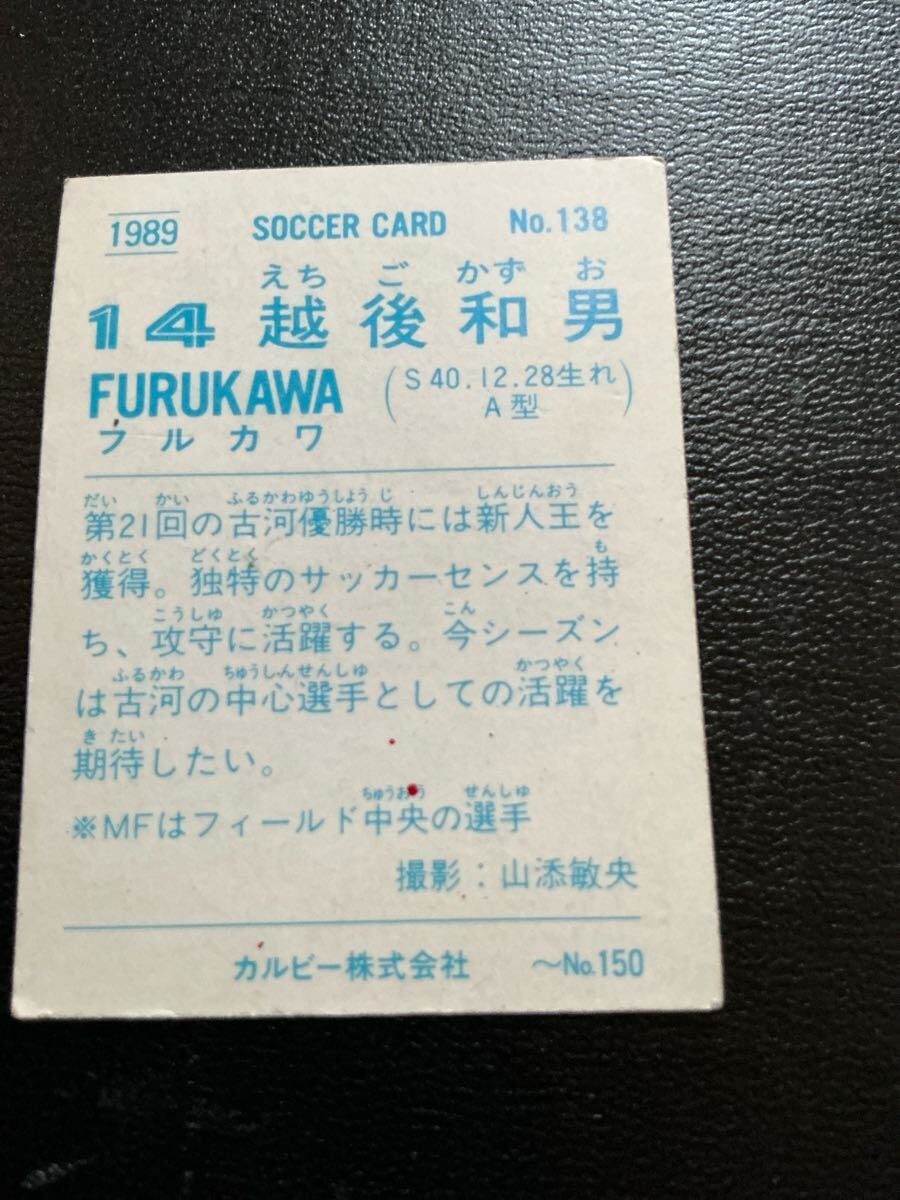 1989 SOCCER CARD No.138
えち ご かず お
14 越後和男
FURUKAWA
フルカワ
(S40.12.28生れ
A型)
だい かい ふるかわゆうしょう じ しんじんおう
第21回の古河優勝時には新人王を
かくとく どくとく も
獲得。独特のサッカーセンスを持
こうしゅ かつやく こん
ち、攻守に活躍する。今シーズン
ふるかわ ちゅうしんせんしゅ かつやく
は古河の中心選手としての活躍を
き たい
期待したい。
ちゅうおう せんしゅ
※MFはフィールド中央の選手
撮影:山添敏央
カルビー株式会社 〜No.150